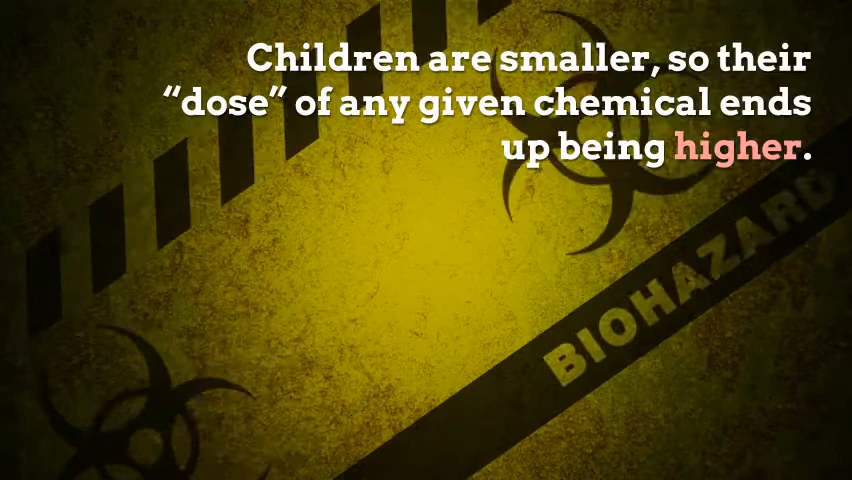 Children are smaller, so their
“dose” of any given chemical ends
up being higher.
BIOHAZARD